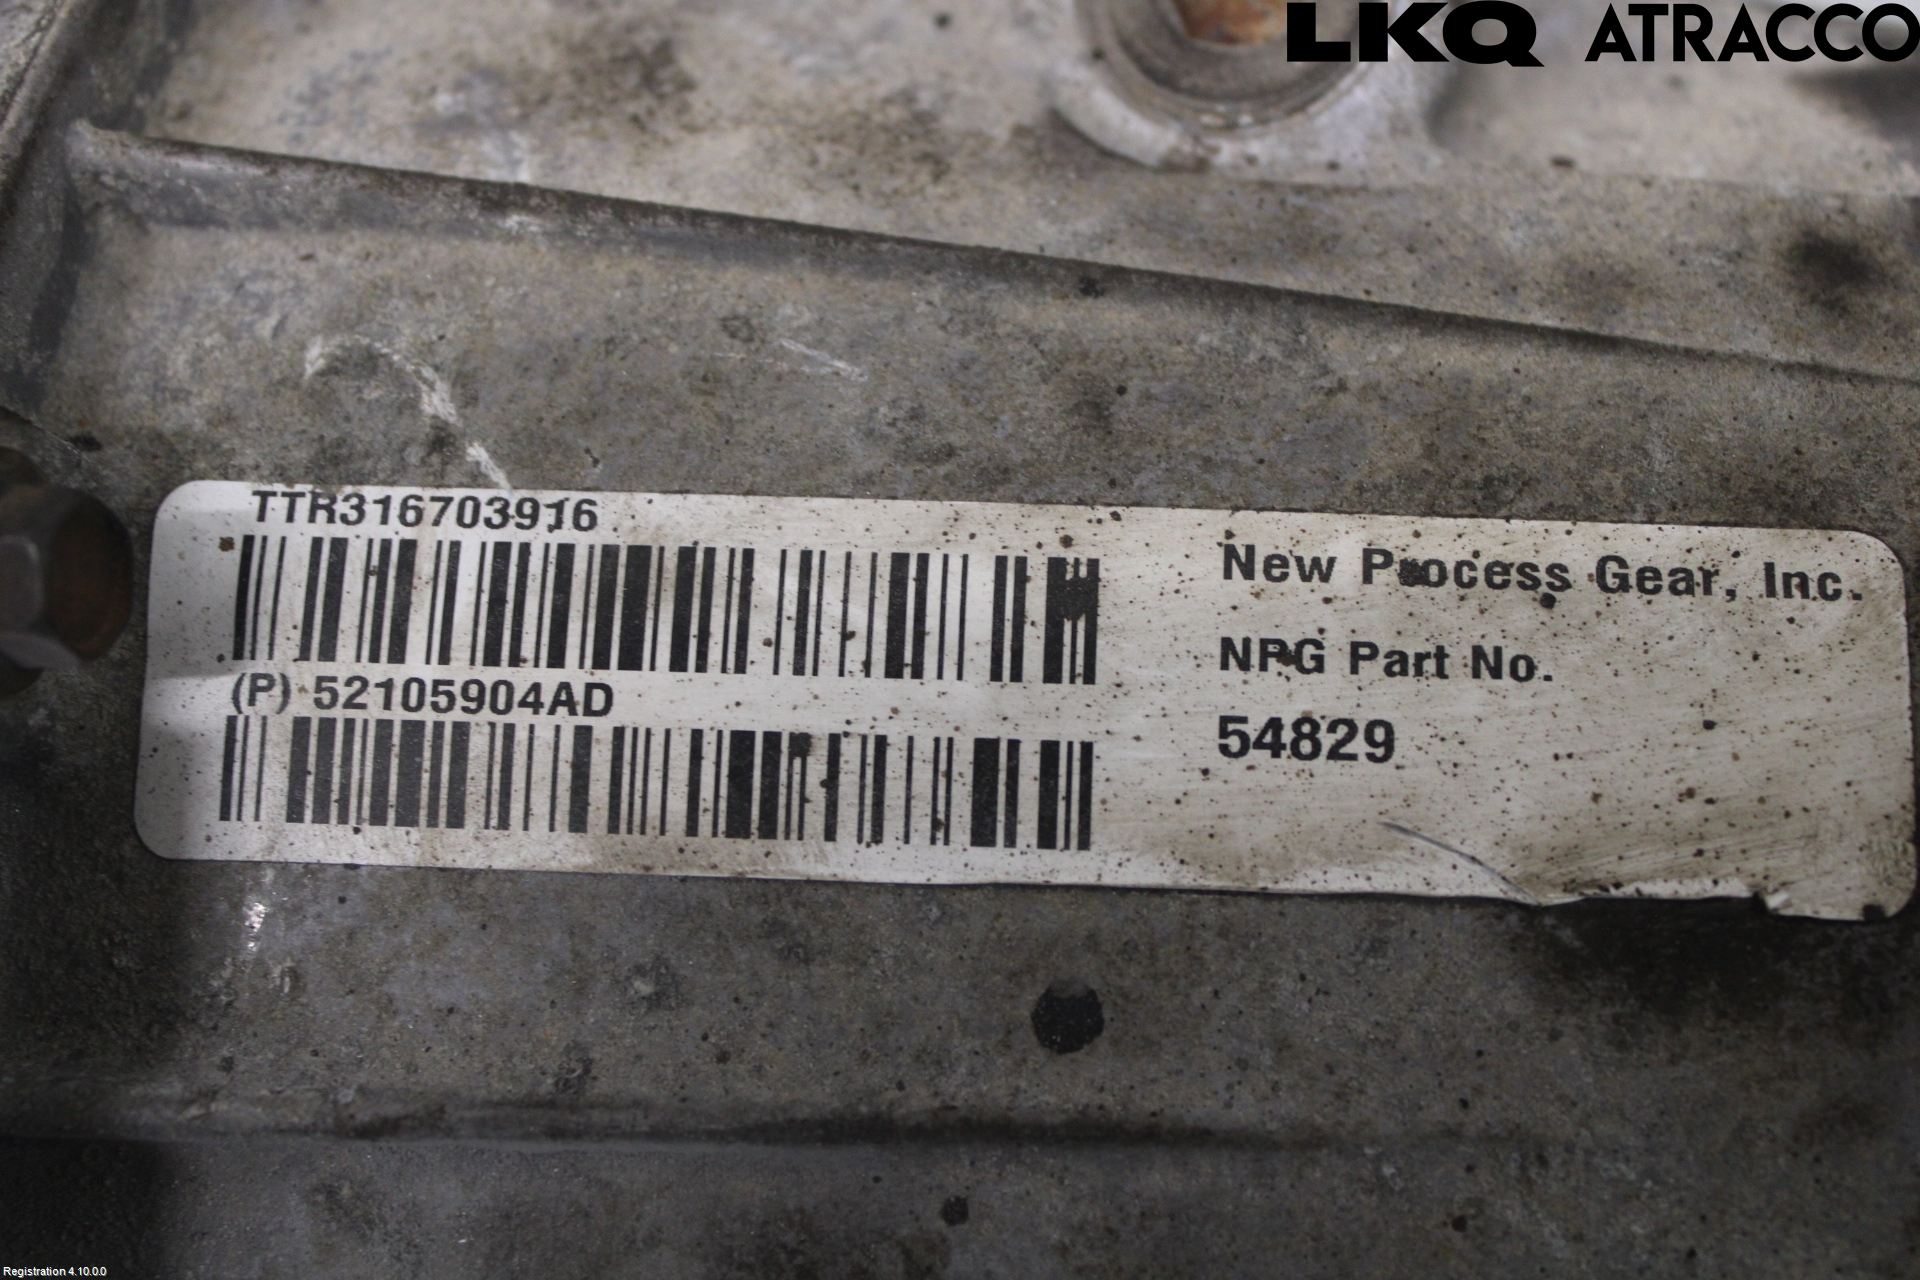 LKQ ATRACCO
TTR316703916
(P) 52105904AD
New Process Gear, Inc.
NPG Part No.
54829
Registration 4.10.0.0